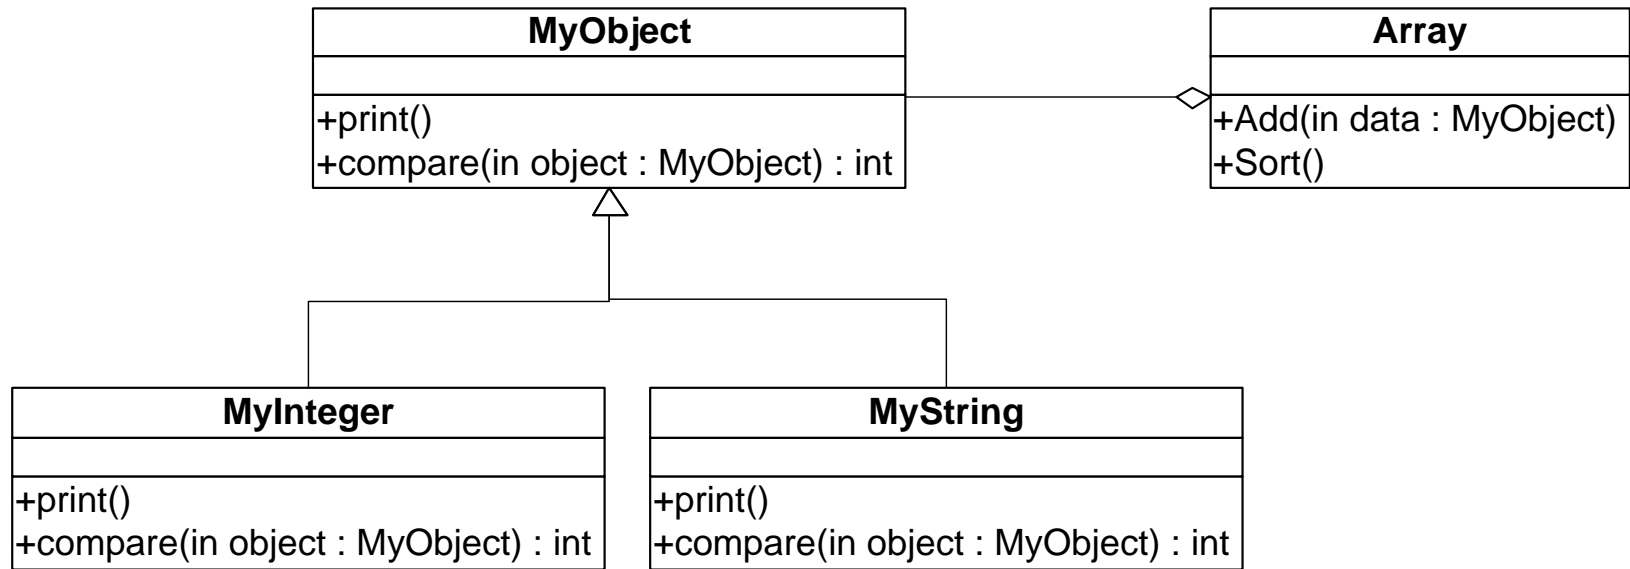 MyObject
+print()
+compare(in object : MyObject) : int
Array
+Add(in data : MyObject)
+Sort()
MyInteger
+print()
+compare(in object : MyObject) : int
MyString
+print()
+compare(in object : MyObject) : int